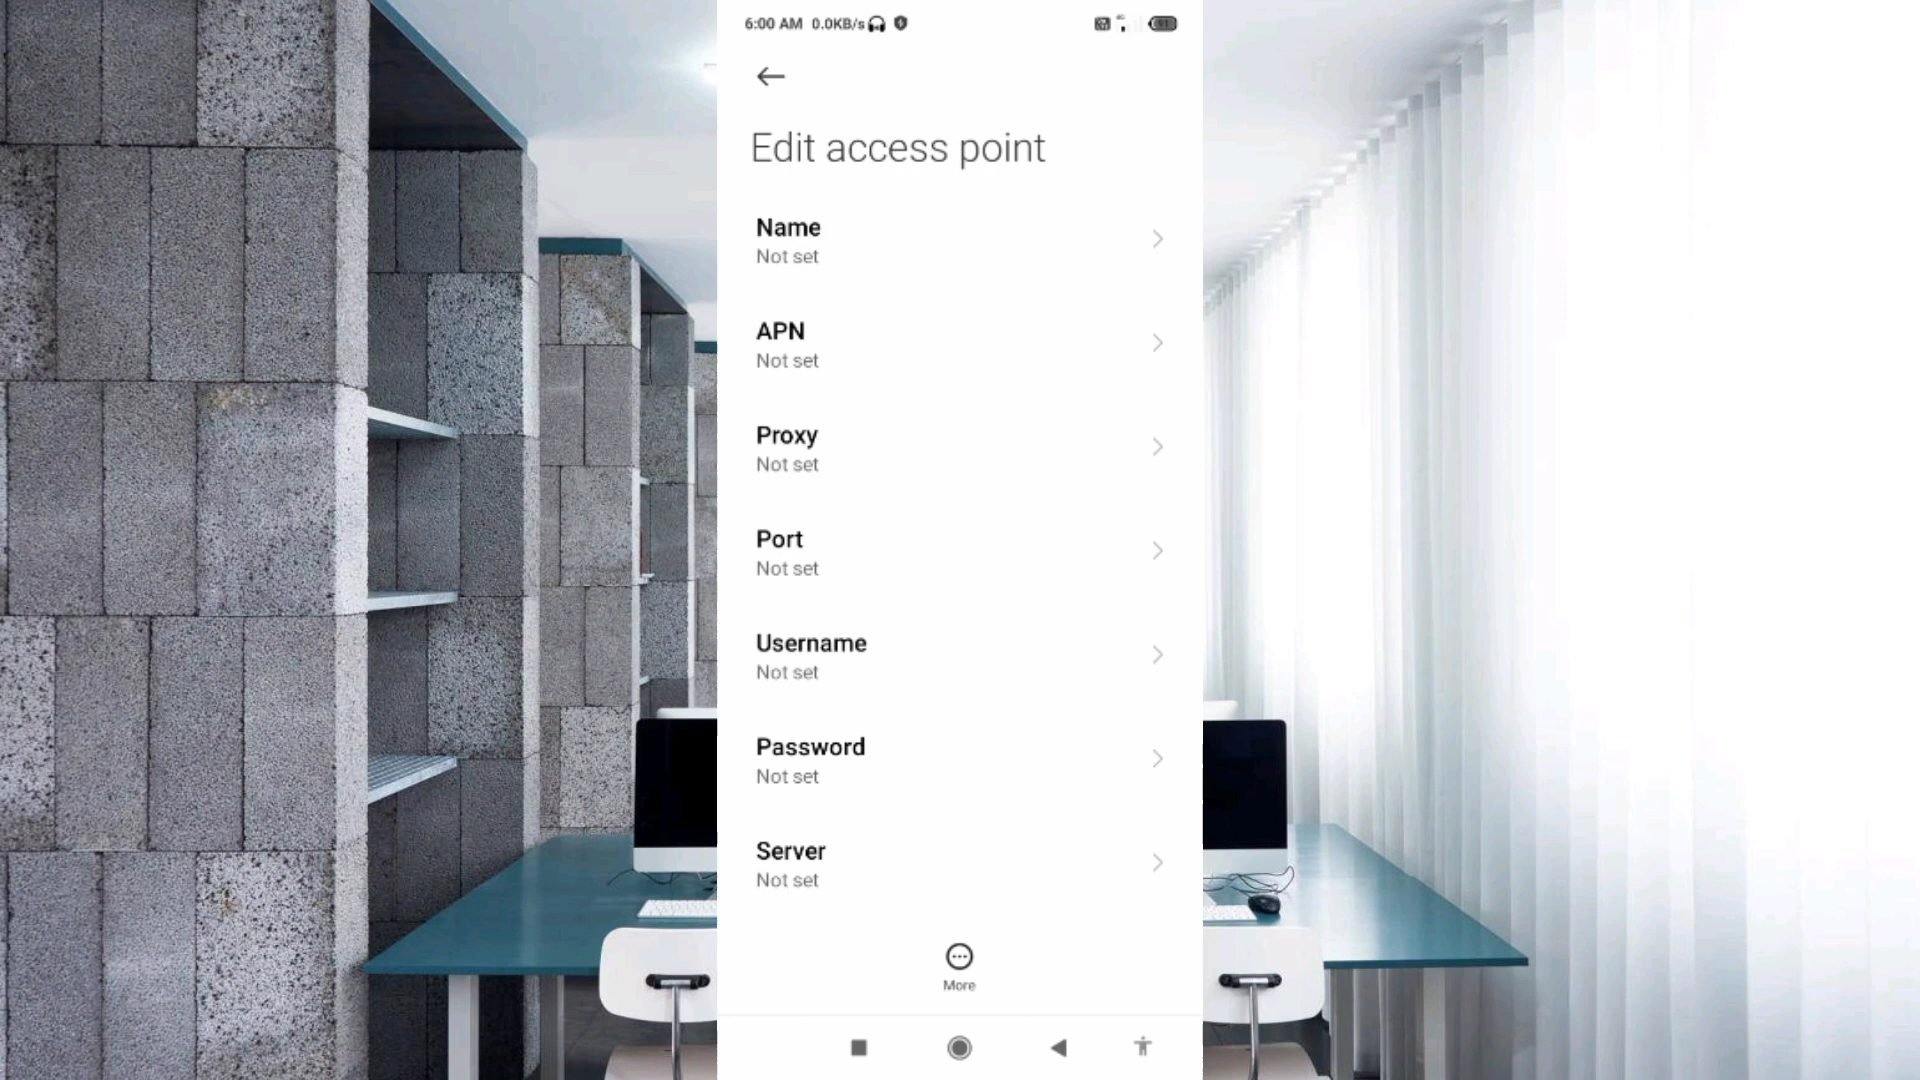 6:00 AM 0.0KB/s
Edit access point
Name
Not set
APN
Not set
Proxy
Not set
Port
Not set
Username
Not set
Password
Not set
Server
Not set
More